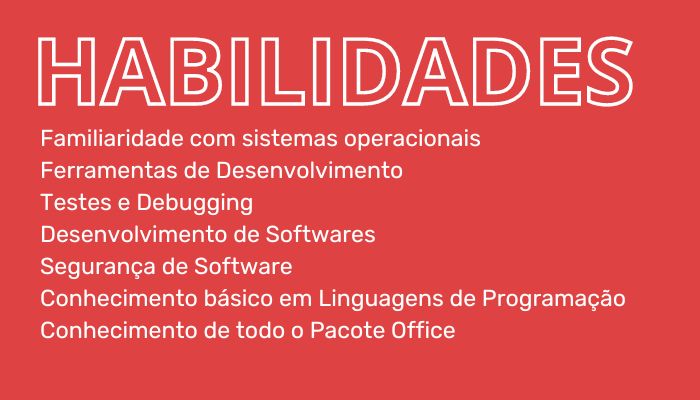 HABILIDADES
Familiaridade com sistemas operacionais
Ferramentas de Desenvolvimento
Testes e Debugging
Desenvolvimento de Softwares
Segurança de Software
Conhecimento básico em Linguagens de Programação
Conhecimento de todo o Pacote Office